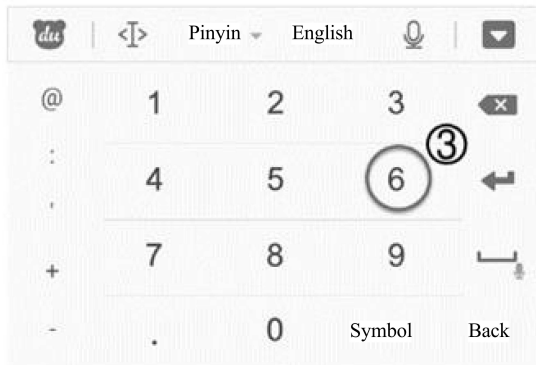 du Pinyin English
@ 1 2 3
③
: 4 5 6
' 7 8 9
+
- . 0 Symbol Back